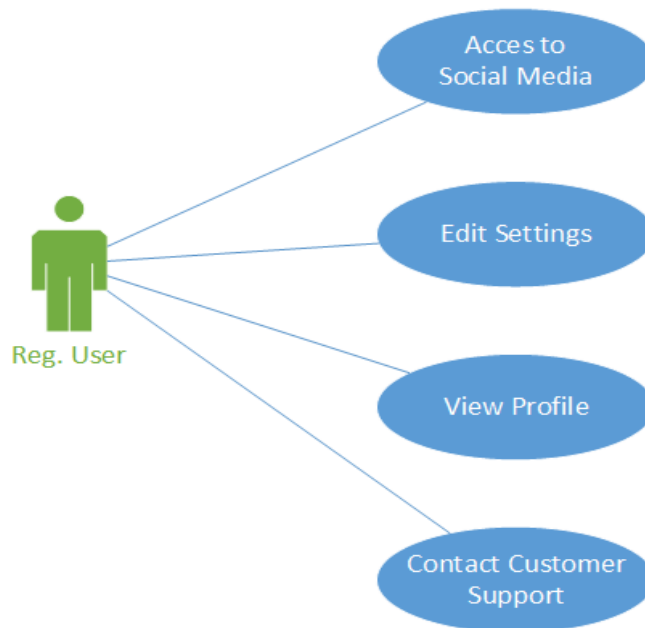 Acces to
Social Media
Edit Settings
Reg. User
View Profile
Contact Customer
Support